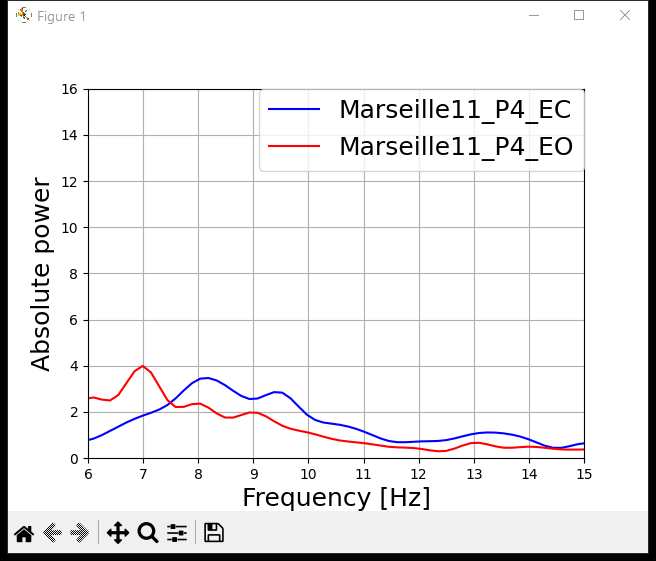 Figure 1
Marseille11_P4_EC
Marseille11_P4_EO
Absolute power
16
14
12
10
8
6
4
2
0
6 7 8 9 10 11 12 13 14 15
Frequency [Hz]